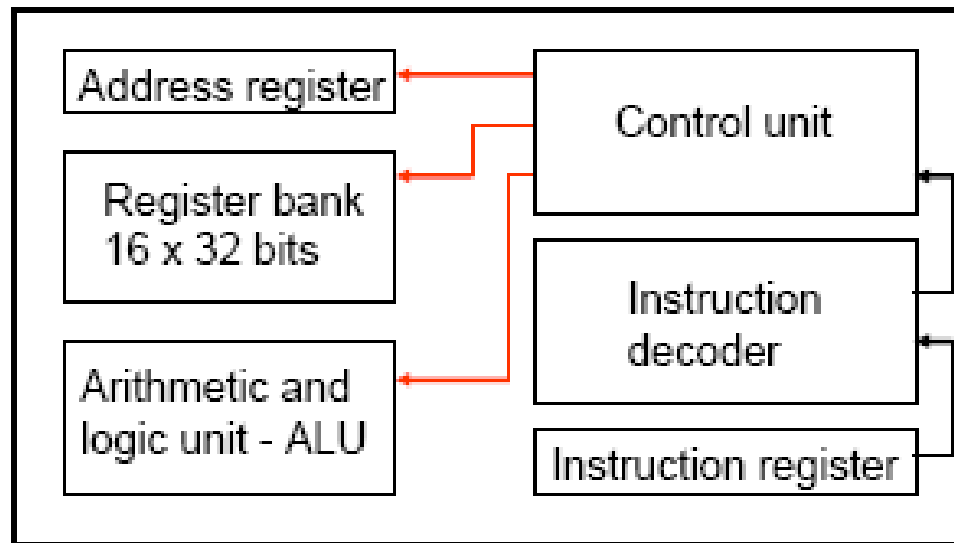 Address register
Register bank
16 x 32 bits
Arithmetic and
logic unit - ALU
Control unit
Instruction
decoder
Instruction register